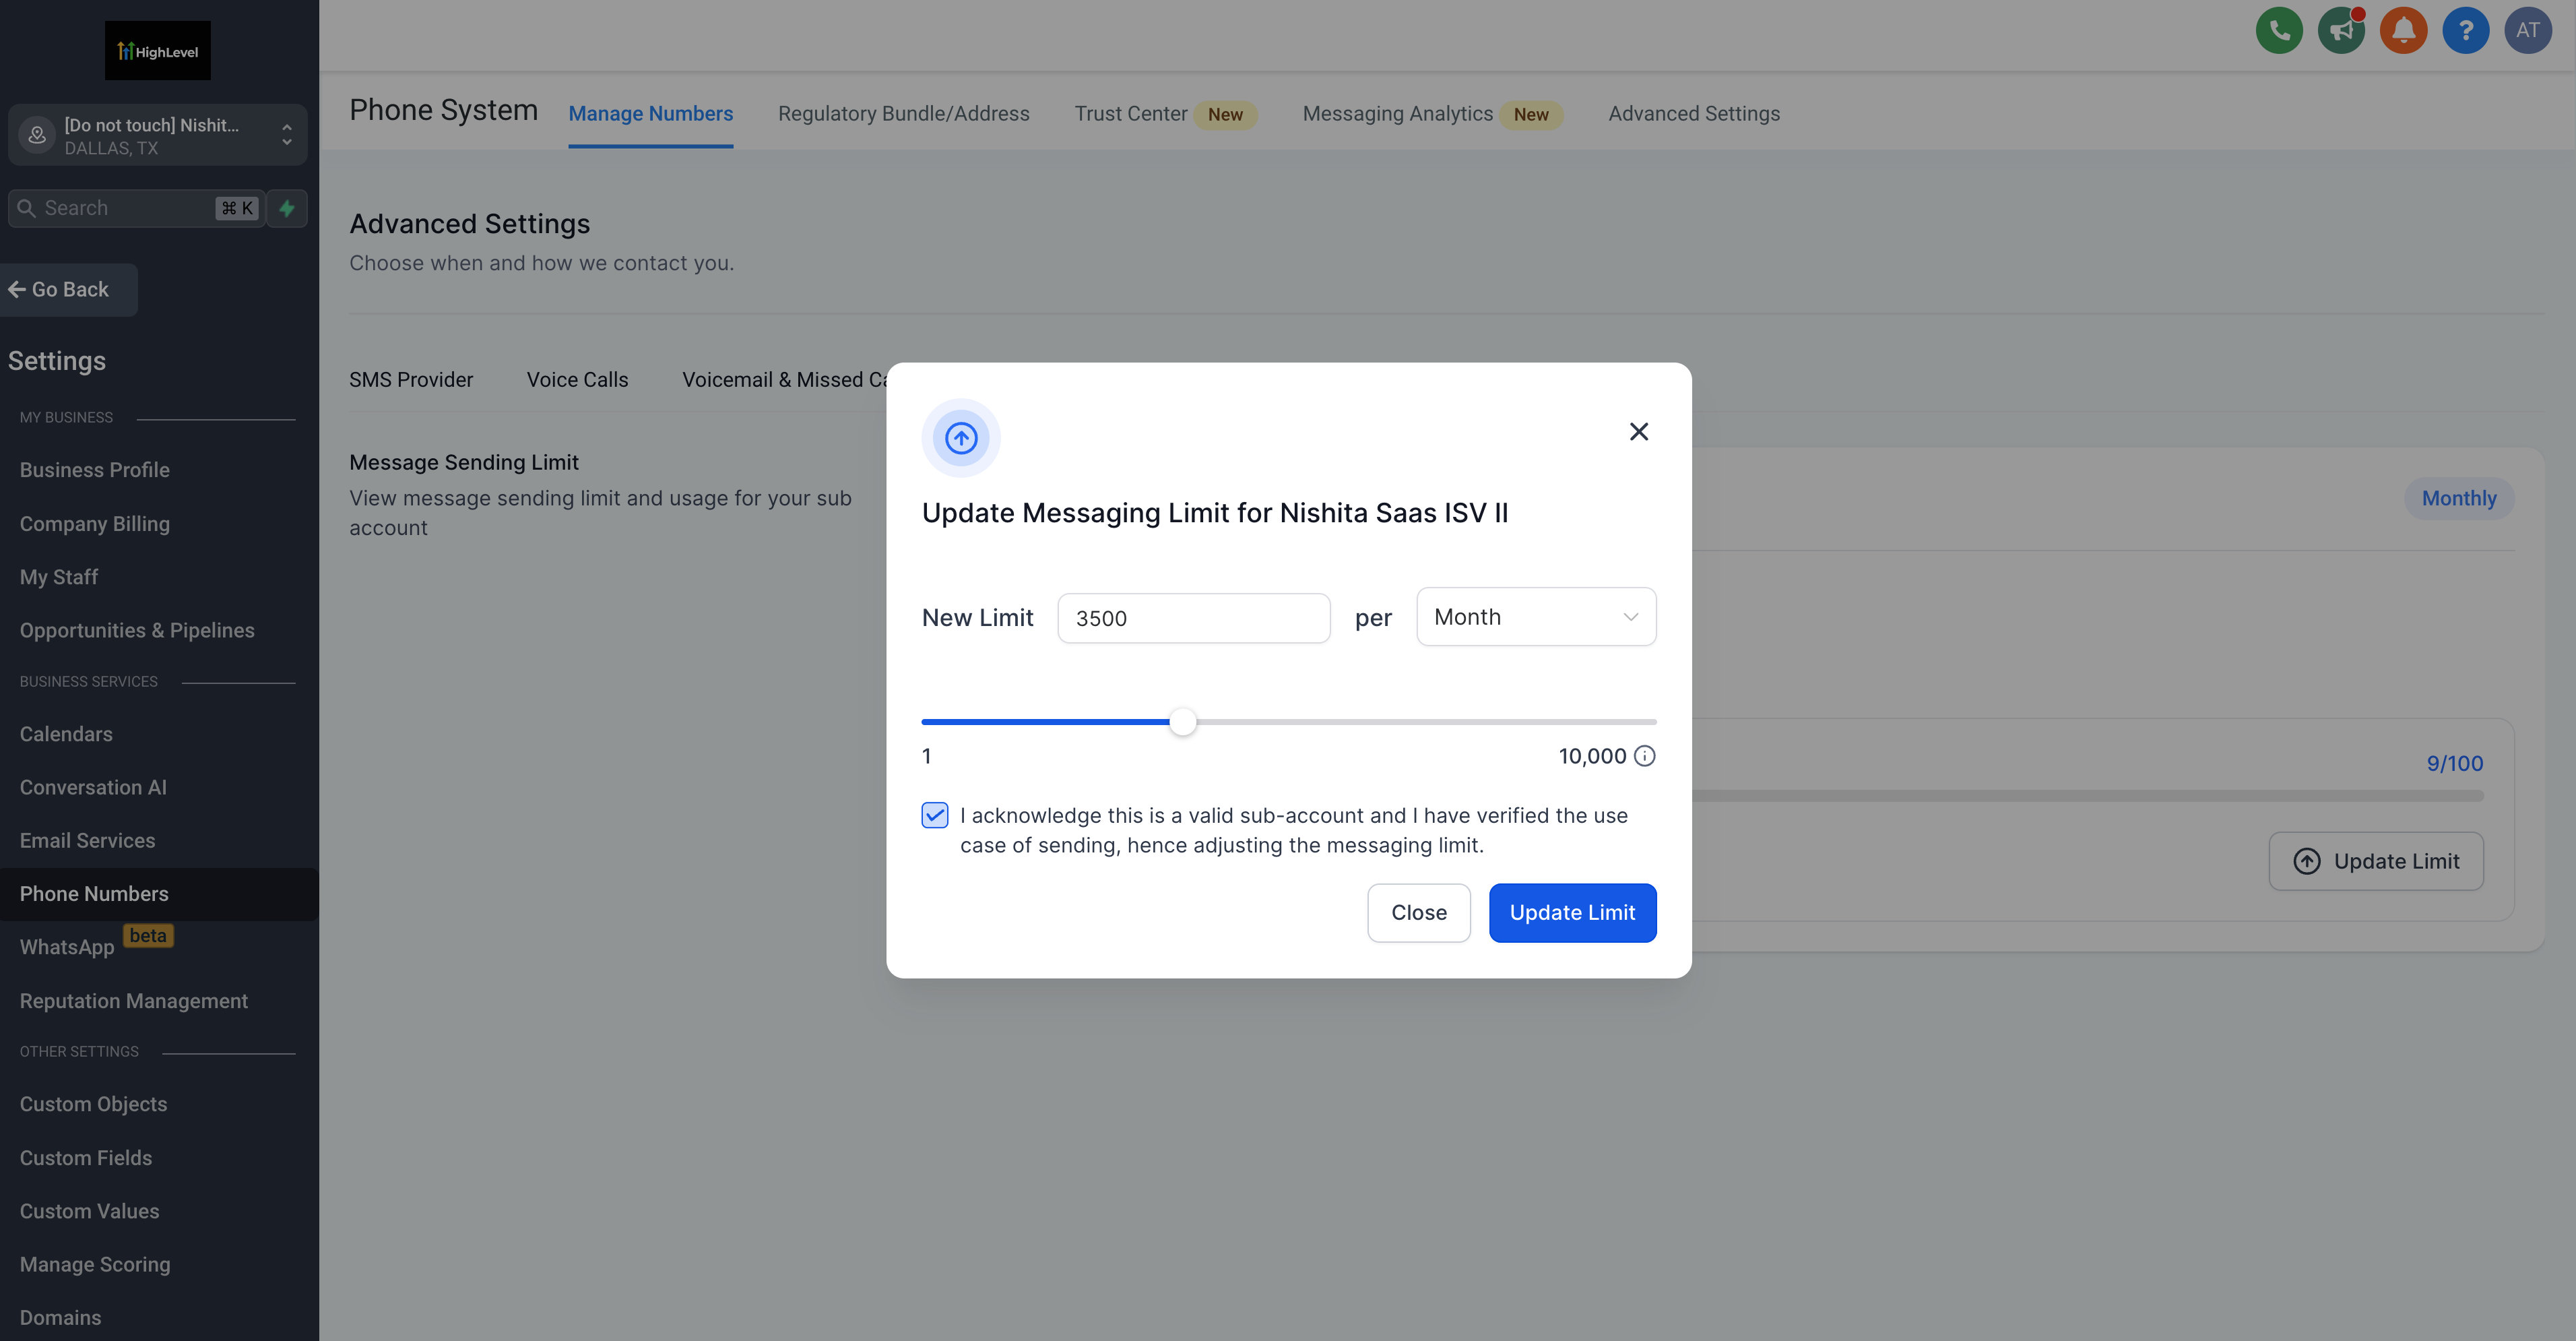 HighLevel
[Do not touch] Nishit...
DALLAS, TX
Search
⌘ K
Go Back
Settings
MY BUSINESS
Business Profile
Company Billing
My Staff
Opportunities & Pipelines
BUSINESS SERVICES
Calendars
Conversation AI
Email Services
Phone Numbers
WhatsApp beta
Reputation Management
OTHER SETTINGS
Custom Objects
Custom Fields
Custom Values
Manage Scoring
Domains
? AT
Phone System Manage Numbers Regulatory Bundle/Address Trust Center New Messaging Analytics New Advanced Settings
Advanced Settings
Choose when and how we contact you.
SMS Provider Voice Calls Voicemail & Missed
Message Sending Limit
View message sending limit and usage for your sub
account
Monthly
9/100
Update Limit
Update Messaging Limit for Nishita Saas ISV II
New Limit 3500 per Month
1 10,000
I acknowledge this is a valid sub-account and I have verified the use
case of sending, hence adjusting the messaging limit.
Close Update Limit